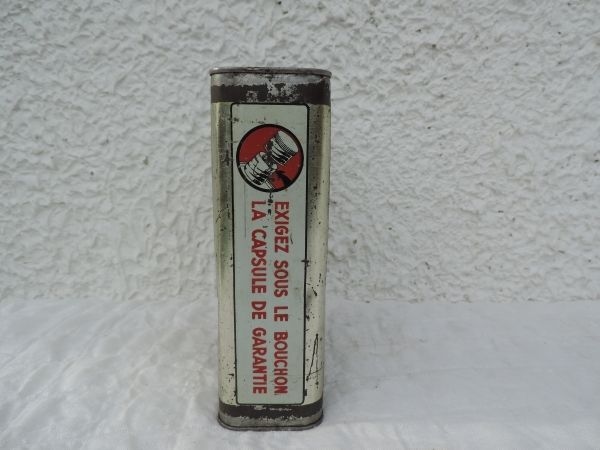 EXIGEZ SOUS LE BOUCHON
LA CAPSULE DE GARANTIE